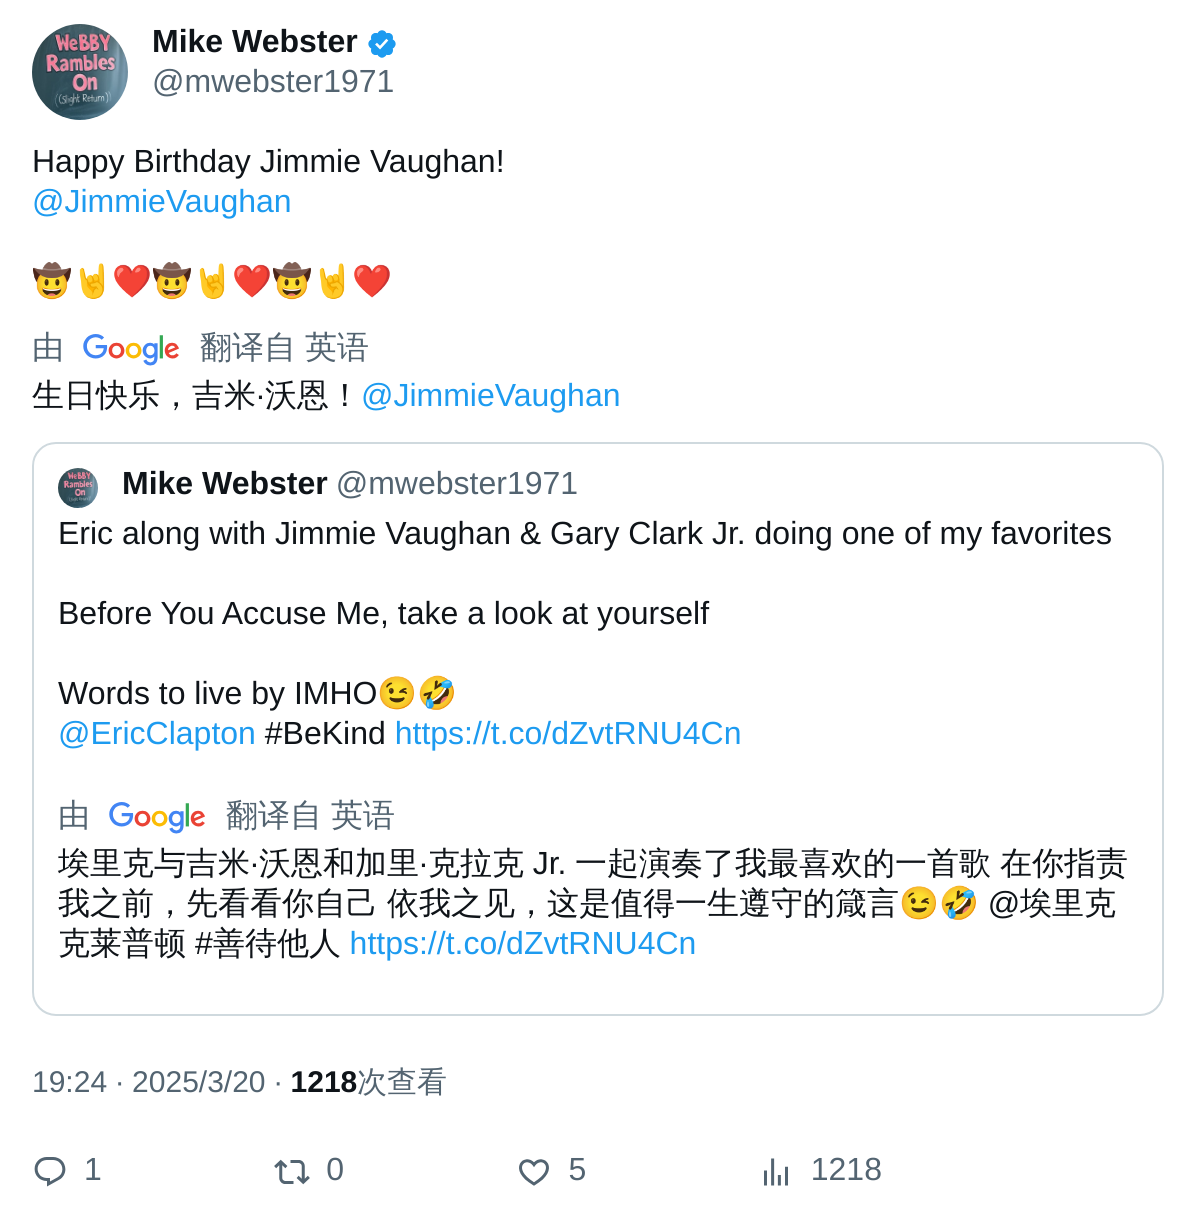 WeBBY
Rambles
On
((Slight Return))
Mike Webster
@mwebster1971
Happy Birthday Jimmie Vaughan!
@JimmieVaughan
🤠🤘❤️🤠🤘❤️🤠🤘❤️
由 Google 翻译自 英语
生日快乐，吉米·沃恩！@JimmieVaughan
WeBBY
Rambles
On
Mike Webster @mwebster1971
Eric along with Jimmie Vaughan & Gary Clark Jr. doing one of my favorites
Before You Accuse Me, take a look at yourself
Words to live by IMHO😉🤣
@EricClapton #BeKind https://t.co/dZvtRNU4Cn
由 Google 翻译自 英语
埃里克与吉米·沃恩和加里·克拉克 Jr. 一起演奏了我最喜欢的一首歌 在你指责
我之前，先看看你自己 依我之见，这是值得一生遵守的箴言😉🤣 @埃里克
克莱普顿 #善待他人 https://t.co/dZvtRNU4Cn
19:24 · 2025/3/20 · 1218次查看
1 0 5 1218